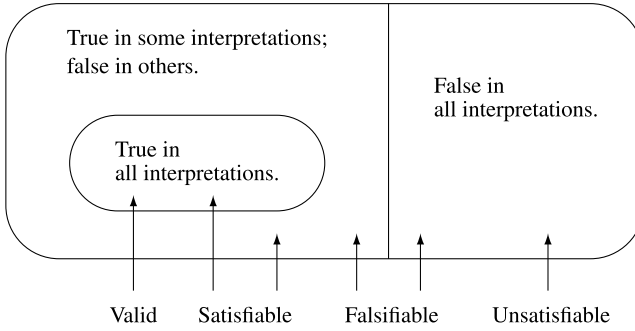 True in some interpretations;
false in others.
False in
all interpretations.
True in
all interpretations.
Valid Satisfiable Falsifiable Unsatisfiable